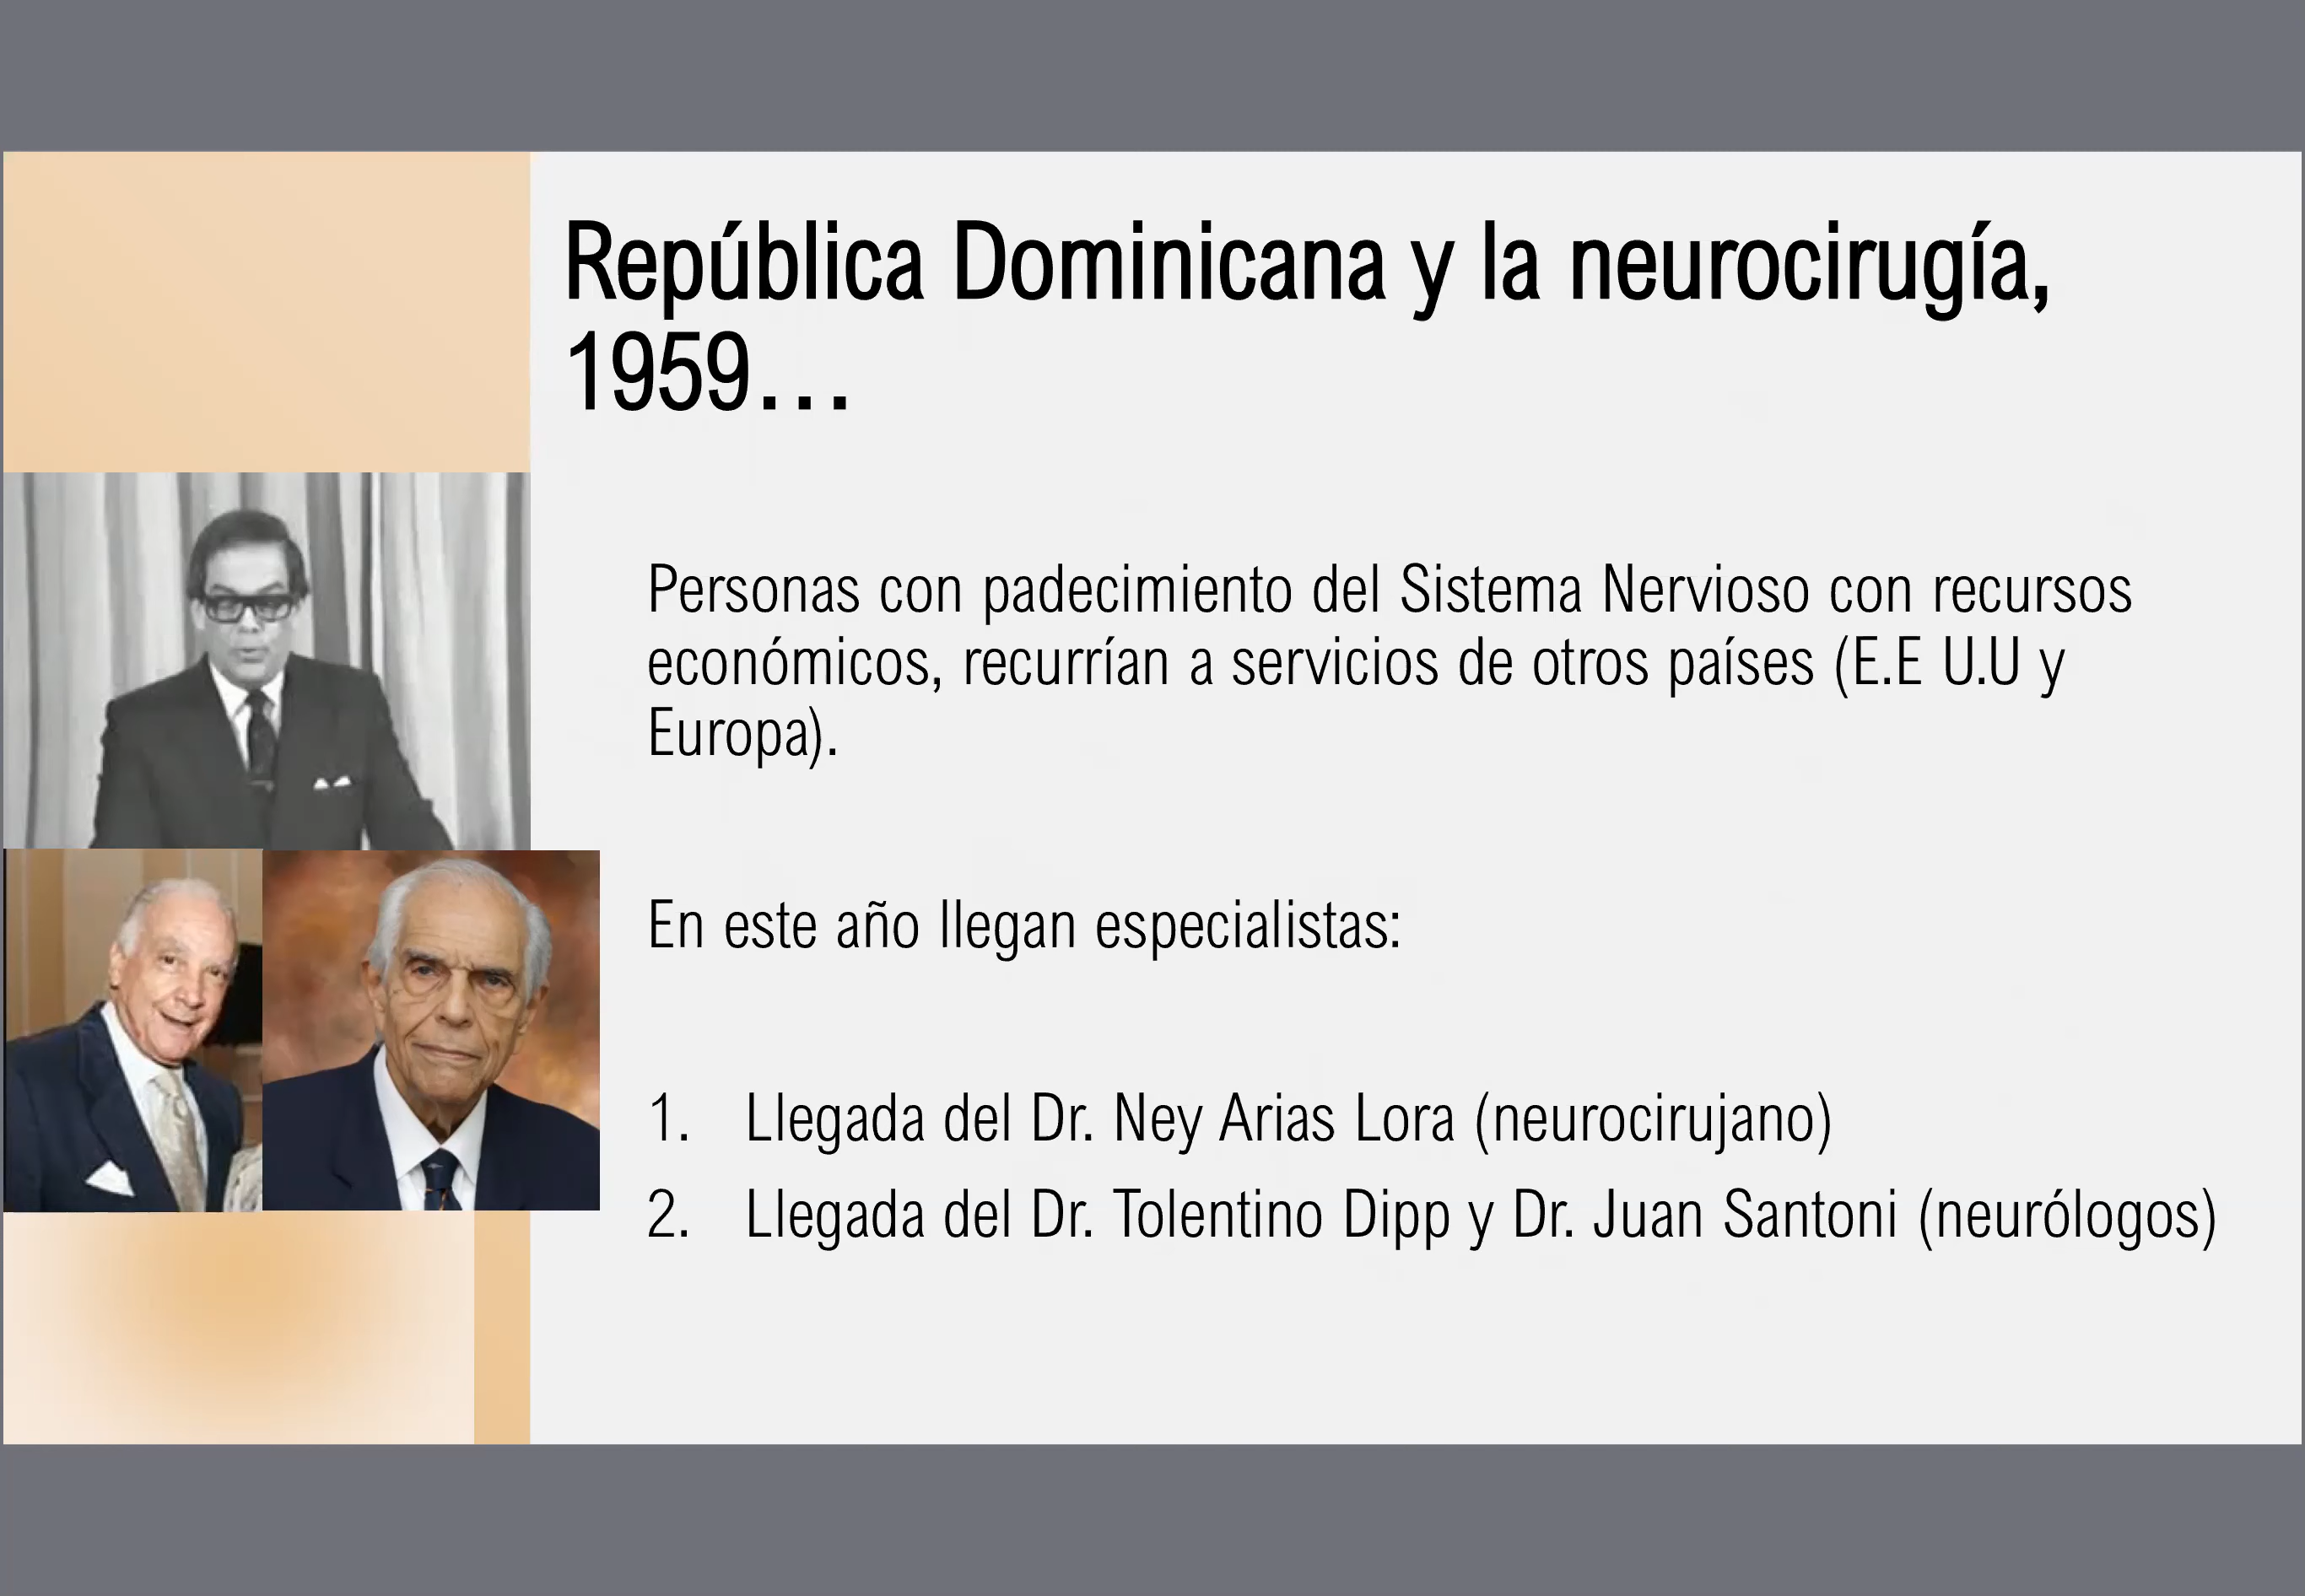 República Dominicana y la neurocirugía,
1959…
Personas con padecimiento del Sistema Nervioso con recursos
económicos, recurrían a servicios de otros países (E.E U.U y
Europa).
En este año llegan especialistas:
1. Llegada del Dr. Ney Arias Lora (neurocirujano)
2. Llegada del Dr. Tolentino Dipp y Dr. Juan Santoni (neurólogos)